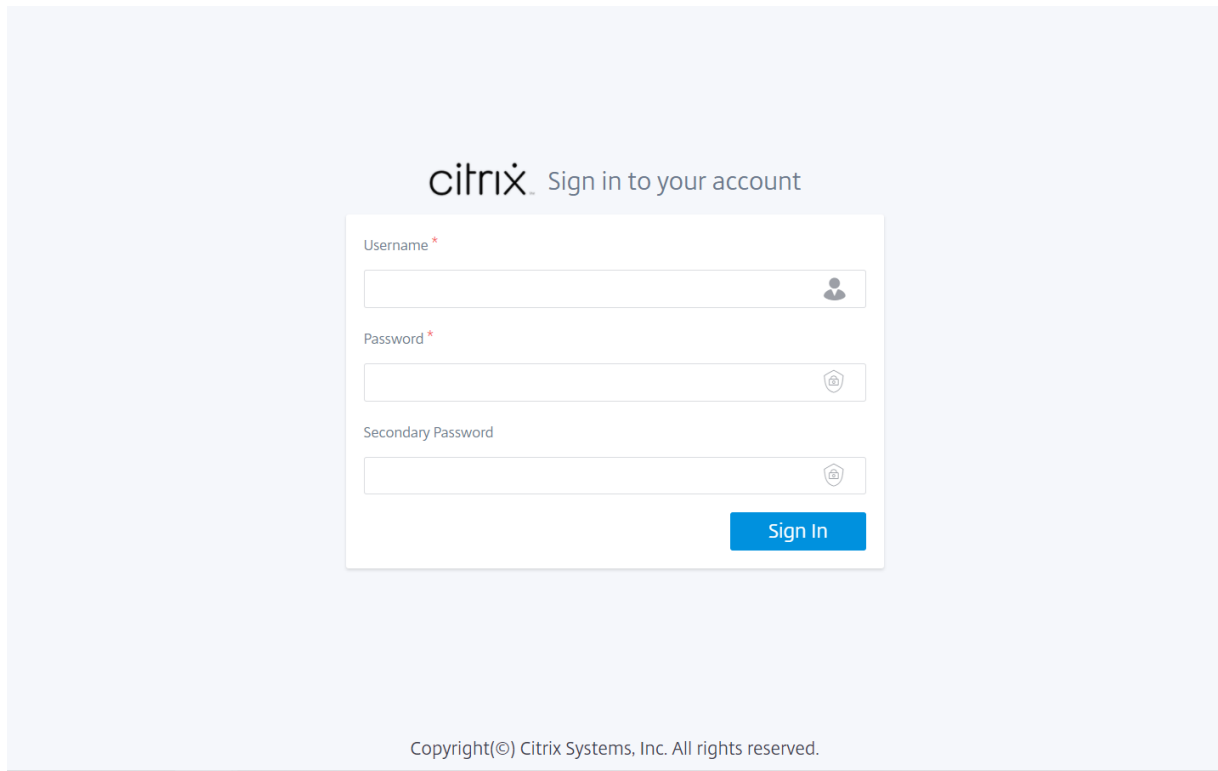 citrix Sign in to your account
Username *
Password *
Secondary Password
Sign In
Copyright(©) Citrix Systems, Inc. All rights reserved.